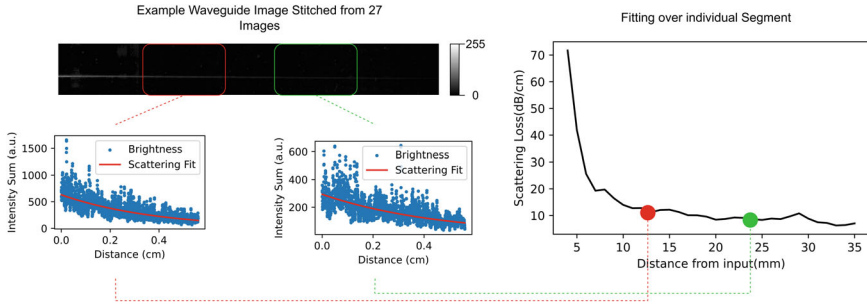 Example Waveguide Image Stitched from 27
Images
255
0
Intensity Sum (a.u.)
1500
1000
500
0
Brightness
Scattering Fit
0.0
0.2
0.4
Distance (cm)
Intensity Sum (a.u.)
600
400
200
Brightness
Scattering Fit
0.0
0.2
0.4
Distance (cm)
Fitting over individual Segment
Scattering Loss(dB/cm)
70
60
50
40
30
20
10
5
10
15
20
25
30
35
Distance from input(mm)